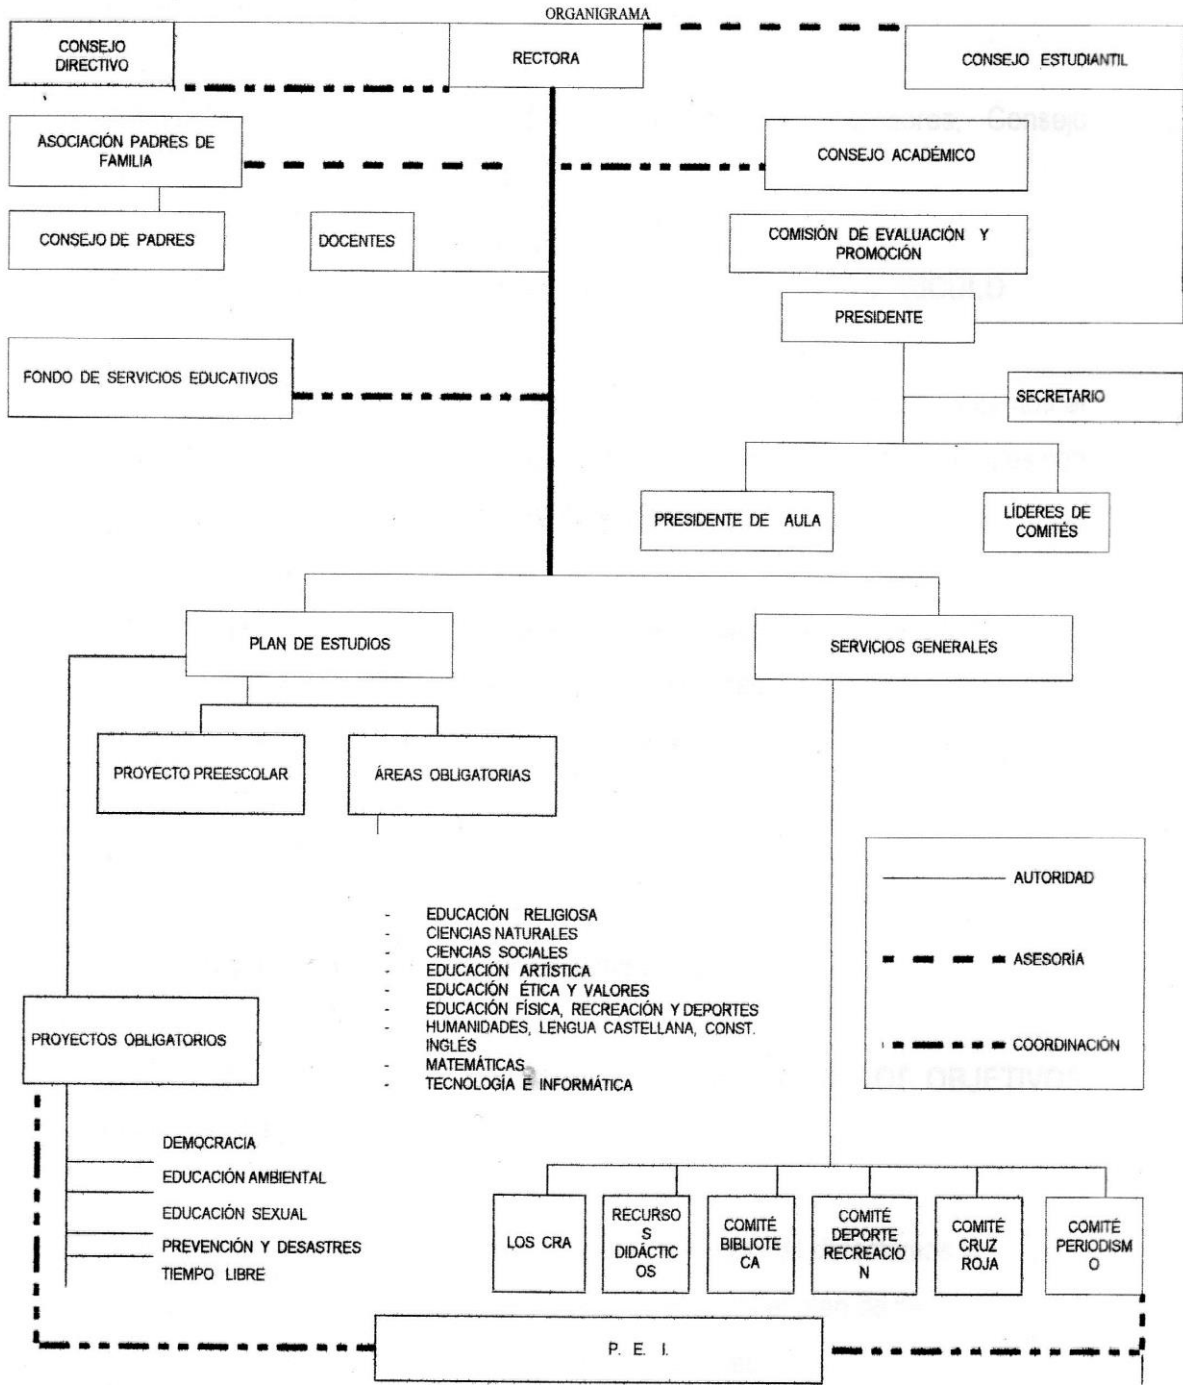 ORGANIGRAMA
CONSEJO
DIRECTIVO
RECTORA
CONSEJO ESTUDIANTIL
ASOCIACIÓN PADRES DE
FAMILIA
CONSEJO ACADÉMICO
CONSEJO DE PADRES
DOCENTES
COMISIÓN DE EVALUACIÓN Y
PROMOCIÓN
PRESIDENTE
FONDO DE SERVICIOS EDUCATIVOS
SECRETARIO
PRESIDENTE DE AULA
LÍDERES DE
COMITÉS
PLAN DE ESTUDIOS
SERVICIOS GENERALES
PROYECTO PREESCOLAR
ÁREAS OBLIGATORIAS
AUTORIDAD
ASESORÍA
COORDINACIÓN
- EDUCACIÓN RELIGIOSA
- CIENCIAS NATURALES
- CIENCIAS SOCIALES
- EDUCACIÓN ARTÍSTICA
- EDUCACIÓN ÉTICA Y VALORES
- EDUCACIÓN FÍSICA, RECREACIÓN Y DEPORTES
- HUMANIDADES, LENGUA CASTELLANA, CONST.
INGLÉS
- MATEMÁTICAS
- TECNOLOGÍA E INFORMÁTICA
PROYECTOS OBLIGATORIOS
DEMOCRACIA
EDUCACIÓN AMBIENTAL
EDUCACIÓN SEXUAL
PREVENCIÓN Y DESASTRES
TIEMPO LIBRE
LOS CRA
RECURSO
S
DIDÁCTIC
OS
COMITÉ
BIBLIOTE
CA
COMITÉ
DEPORTE
RECREACIÓ
N
COMITÉ
CRUZ
ROJA
COMITÉ
PERIODISM
O
P. E. I.